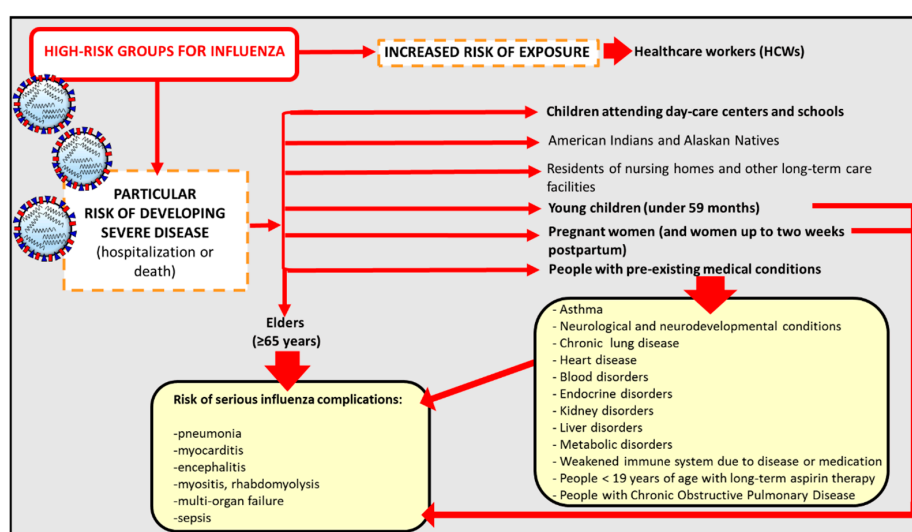 HIGH-RISK GROUPS FOR INFLUENZA
INCREASED RISK OF EXPOSURE
Healthcare workers (HCWs)
PARTICULAR
RISK OF DEVELOPING
SEVERE DISEASE
(hospitalization or
death)
Children attending day-care centers and schools
American Indians and Alaskan Natives
Residents of nursing homes and other long-term care
facilities
Young children (under 59 months)
Pregnant women (and women up to two weeks
postpartum)
People with pre-existing medical conditions
Elders
(≥65 years)
- Asthma
- Neurological and neurodevelopmental conditions
- Chronic lung disease
- Heart disease
- Blood disorders
- Endocrine disorders
- Kidney disorders
- Liver disorders
- Metabolic disorders
- Weakened immune system due to disease or medication
- People < 19 years of age with long-term aspirin therapy
- People with Chronic Obstructive Pulmonary Disease
Risk of serious influenza complications:
-pneumonia
-myocarditis
-encephalitis
-myositis, rhabdomyolysis
-multi-organ failure
-sepsis